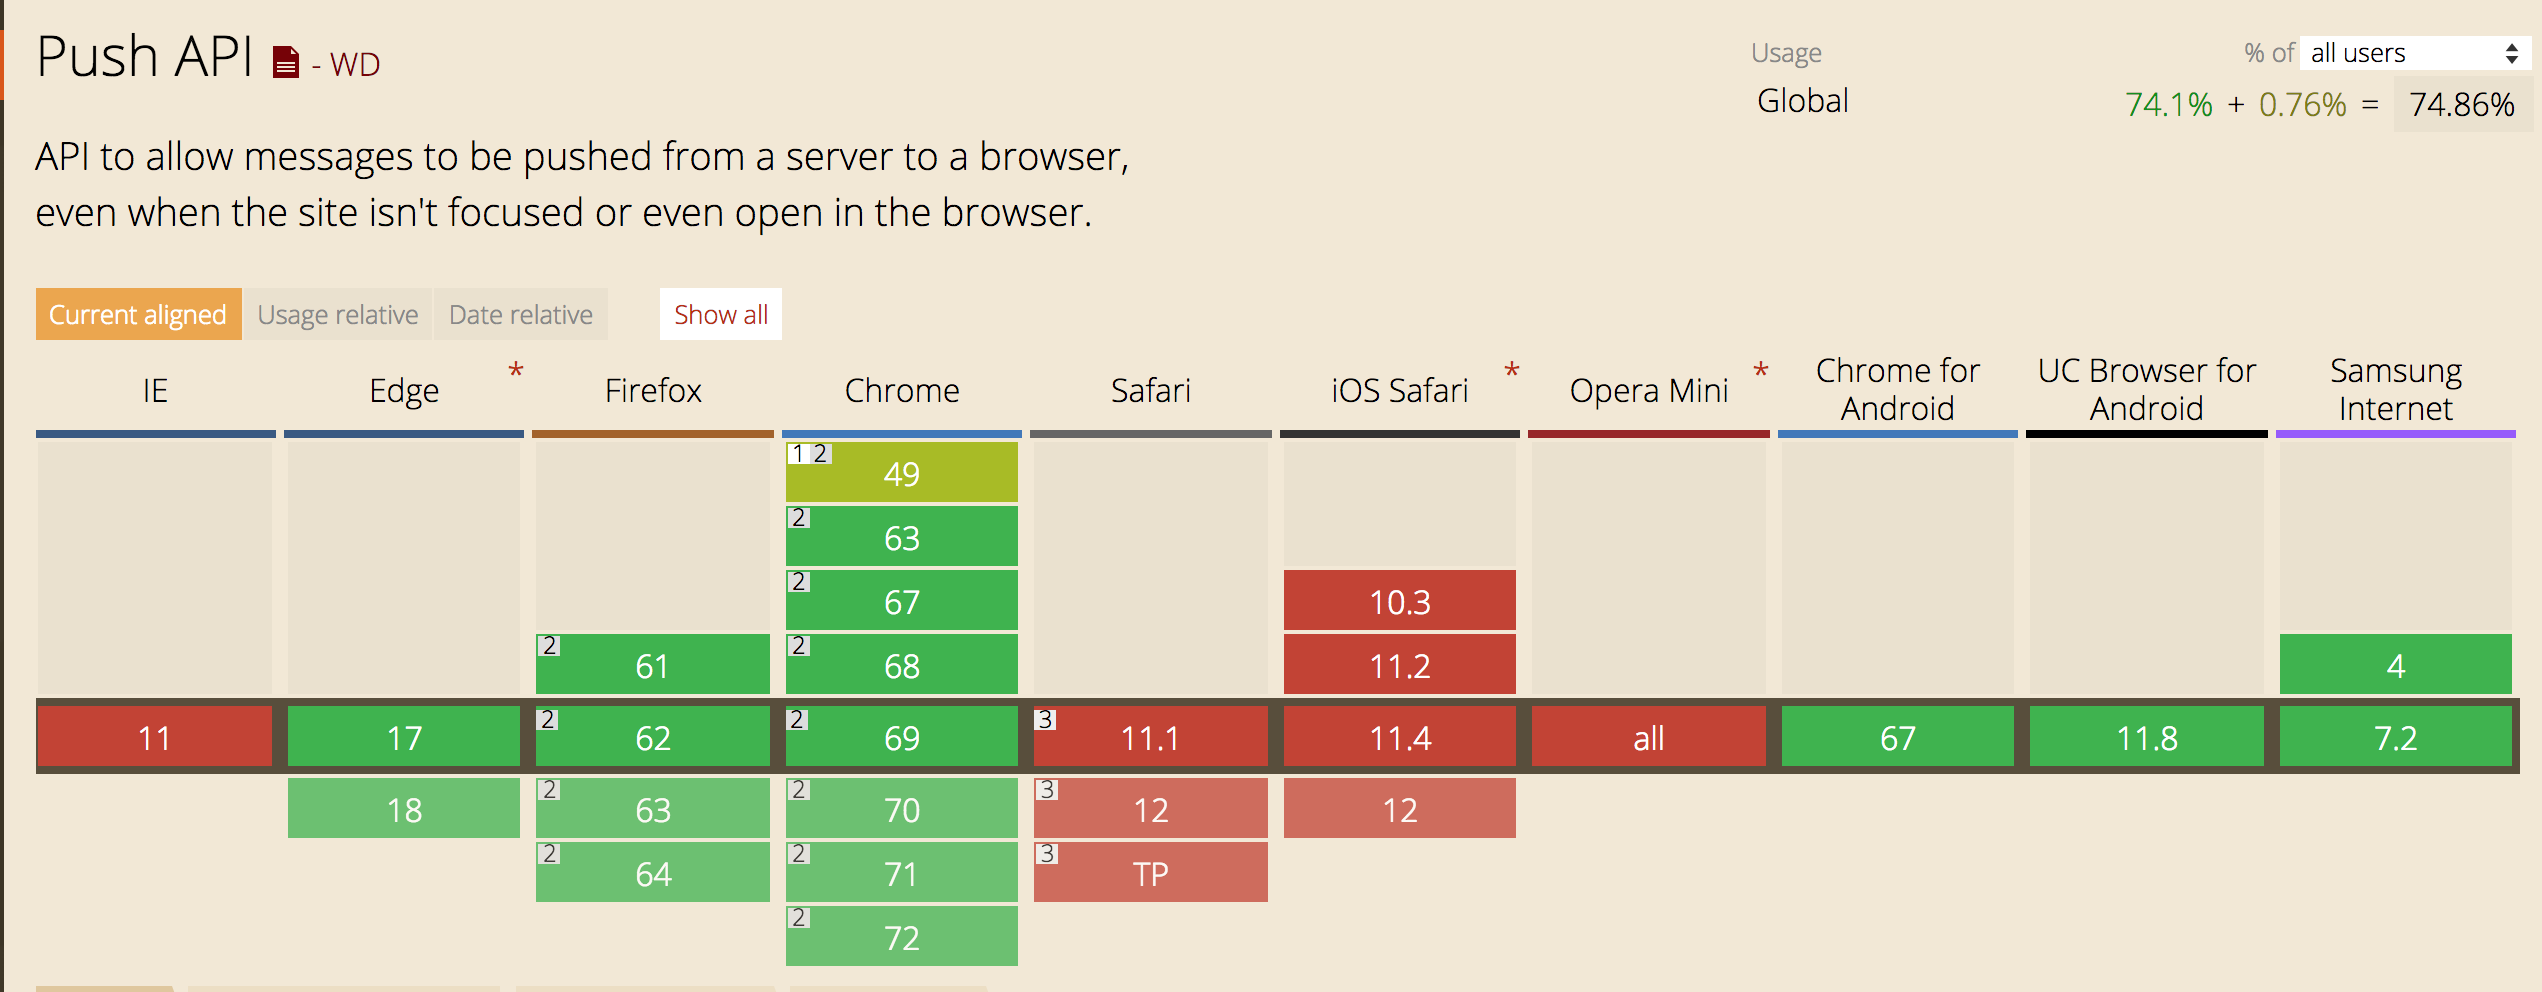 Push API - WD
Usage % of all users
Global 74.1% + 0.76% = 74.86%
API to allow messages to be pushed from a server to a browser,
even when the site isn't focused or even open in the browser.
Current aligned Usage relative Date relative Show all
IE Edge * Firefox Chrome Safari iOS Safari * Opera Mini * Chrome for Android UC Browser for Android Samsung Internet
1 2 49
2 63
2 67 10.3
2 61 2 68 11.2 4
11 17 2 62 2 69 3 11.1 11.4 all 67 11.8 7.2
18 2 63 2 70 3 12 12
2 64 2 71 3 TP
2 72